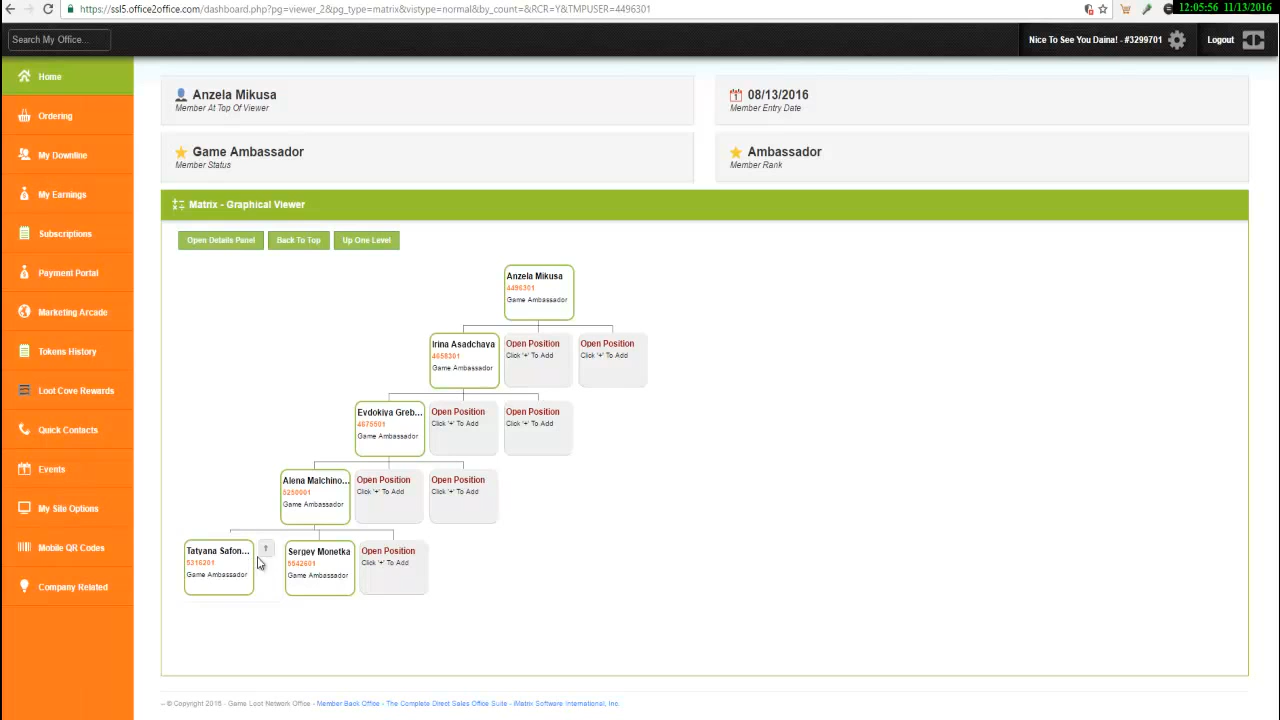 https://ssl5.office2office.com/dashboard.php?pg=viewer_2&pg_type=matrix&vistype=normal&by_count=&RCR=Y&TMPUSER=4496301
12:05:56 11/13/2016
Search My Office...
Nice To See You Daina! - #3299701
Logout
Home
Ordering
My Downline
My Earnings
Subscriptions
Payment Portal
Marketing Arcade
Tokens History
Loot Cove Rewards
Quick Contacts
Events
My Site Options
Mobile QR Codes
Company Related
Anzela Mikusa
Member At Top Of Viewer
08/13/2016
Member Entry Date
Game Ambassador
Member Status
Ambassador
Member Rank
Matrix - Graphical Viewer
Open Details Panel
Back To Top
Up One Level
Anzela Mikusa
4496301
Game Ambassador
Irina Asadchaya
4658301
Game Ambassador
Open Position
Click '+' To Add
Open Position
Click '+' To Add
Evdokiya Greb...
4675501
Game Ambassador
Open Position
Click '+' To Add
Open Position
Click '+' To Add
Alena Malchino...
5250001
Game Ambassador
Open Position
Click '+' To Add
Open Position
Click '+' To Add
Tatyana Safon...
5316201
Game Ambassador
Sergey Monetka
5542601
Game Ambassador
Open Position
Click '+' To Add
-- © Copyright 2016 - Game Loot Network Office - Member Back Office - The Complete Direct Sales Office Suite - iMatrix Software International, Inc.